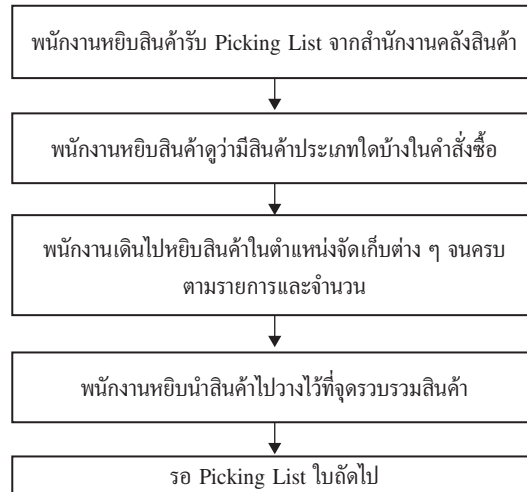 พนักงานหยิบสินค้ารับ Picking List จากสำนักงานคลังสินค้า
พนักงานหยิบสินค้าดูว่ามีสินค้าประเภทใดบ้างในคำสั่งซื้อ
พนักงานเดินไปหยิบสินค้าในตำแหน่งจัดเก็บต่าง ๆ จนครบ
ตามรายการและจำนวน
พนักงานหยิบนำสินค้าไปวางไว้ที่จุดรวบรวมสินค้า
รอ Picking List ใบถัดไป